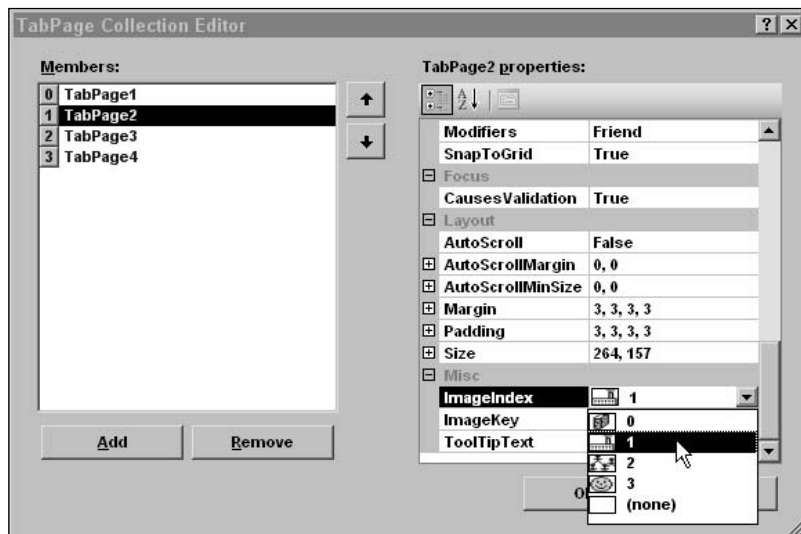 TabPage Collection Editor
Members:
0 TabPage1
1 TabPage2
2 TabPage3
3 TabPage4
Add
Remove
TabPage2 properties:
Modifiers Friend
SnapToGrid True
Focus
CausesValidation True
Layout
AutoScroll False
AutoScrollMargin 0, 0
AutoScrollMinSize 0, 0
Margin 3, 3, 3, 3
Padding 3, 3, 3, 3
Size 264, 157
Misc
ImageIndex 1
ImageKey
ToolTipText
0
1
2
3
(none)